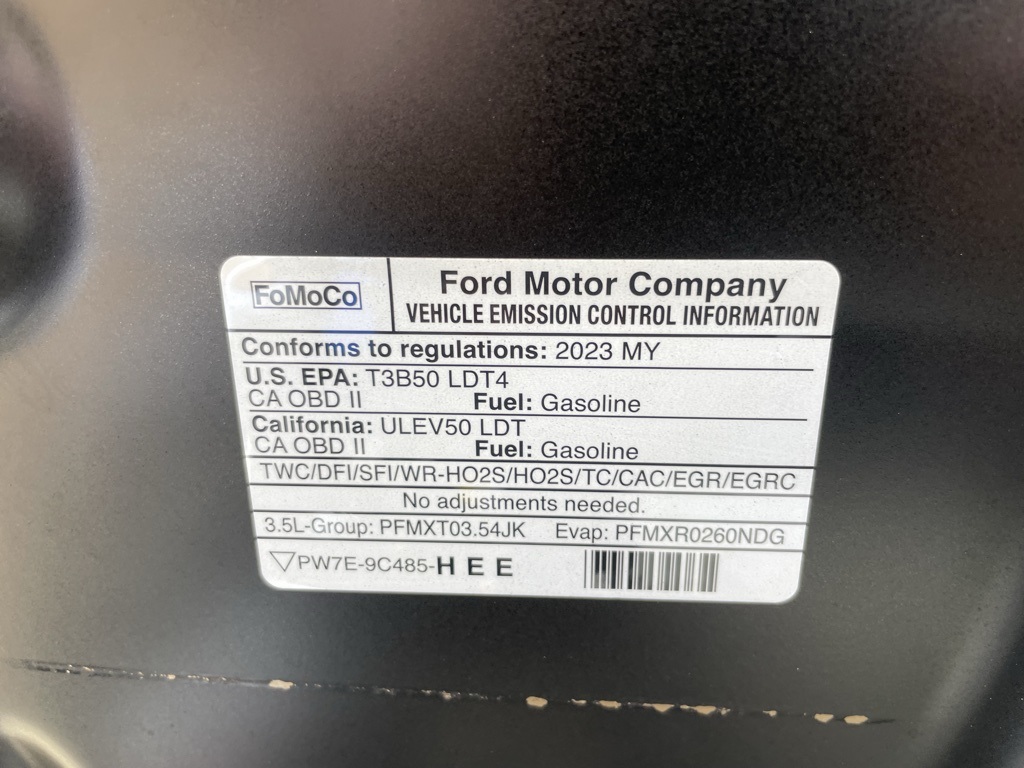 FoMoCo
Ford Motor Company
VEHICLE EMISSION CONTROL INFORMATION
Conforms to regulations: 2023 MY
U.S. EPA: T3B50 LDT4
CA OBD II Fuel: Gasoline
California: ULEV50 LDT
CA OBD II Fuel: Gasoline
TWC/DFI/SFI/WR-HO2S/HO2S/TC/CAC/EGR/EGRC
No adjustments needed.
3.5L-Group: PFMXT03.54JK Evap: PFMXR0260NDG
PW7E-9C485-H E E